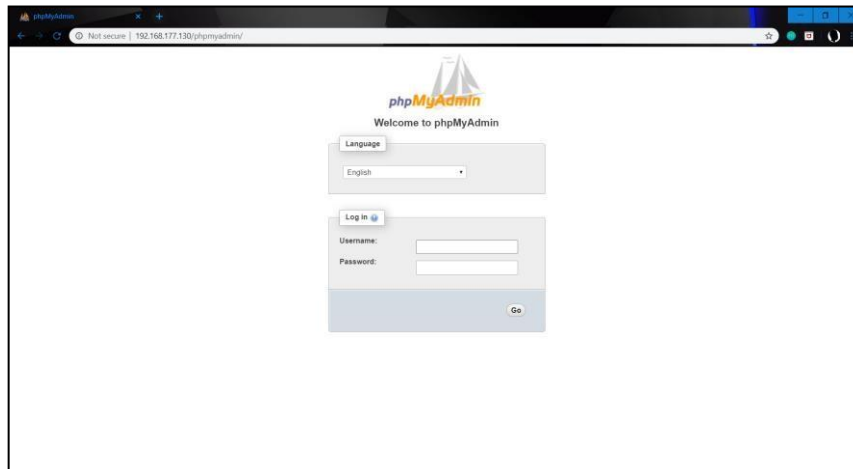 phpMyAdmin
Not secure | 192.168.177.130/phpmyadmin/
phpMyAdmin
Welcome to phpMyAdmin
Language
English
Log in
Username:
Password:
Go